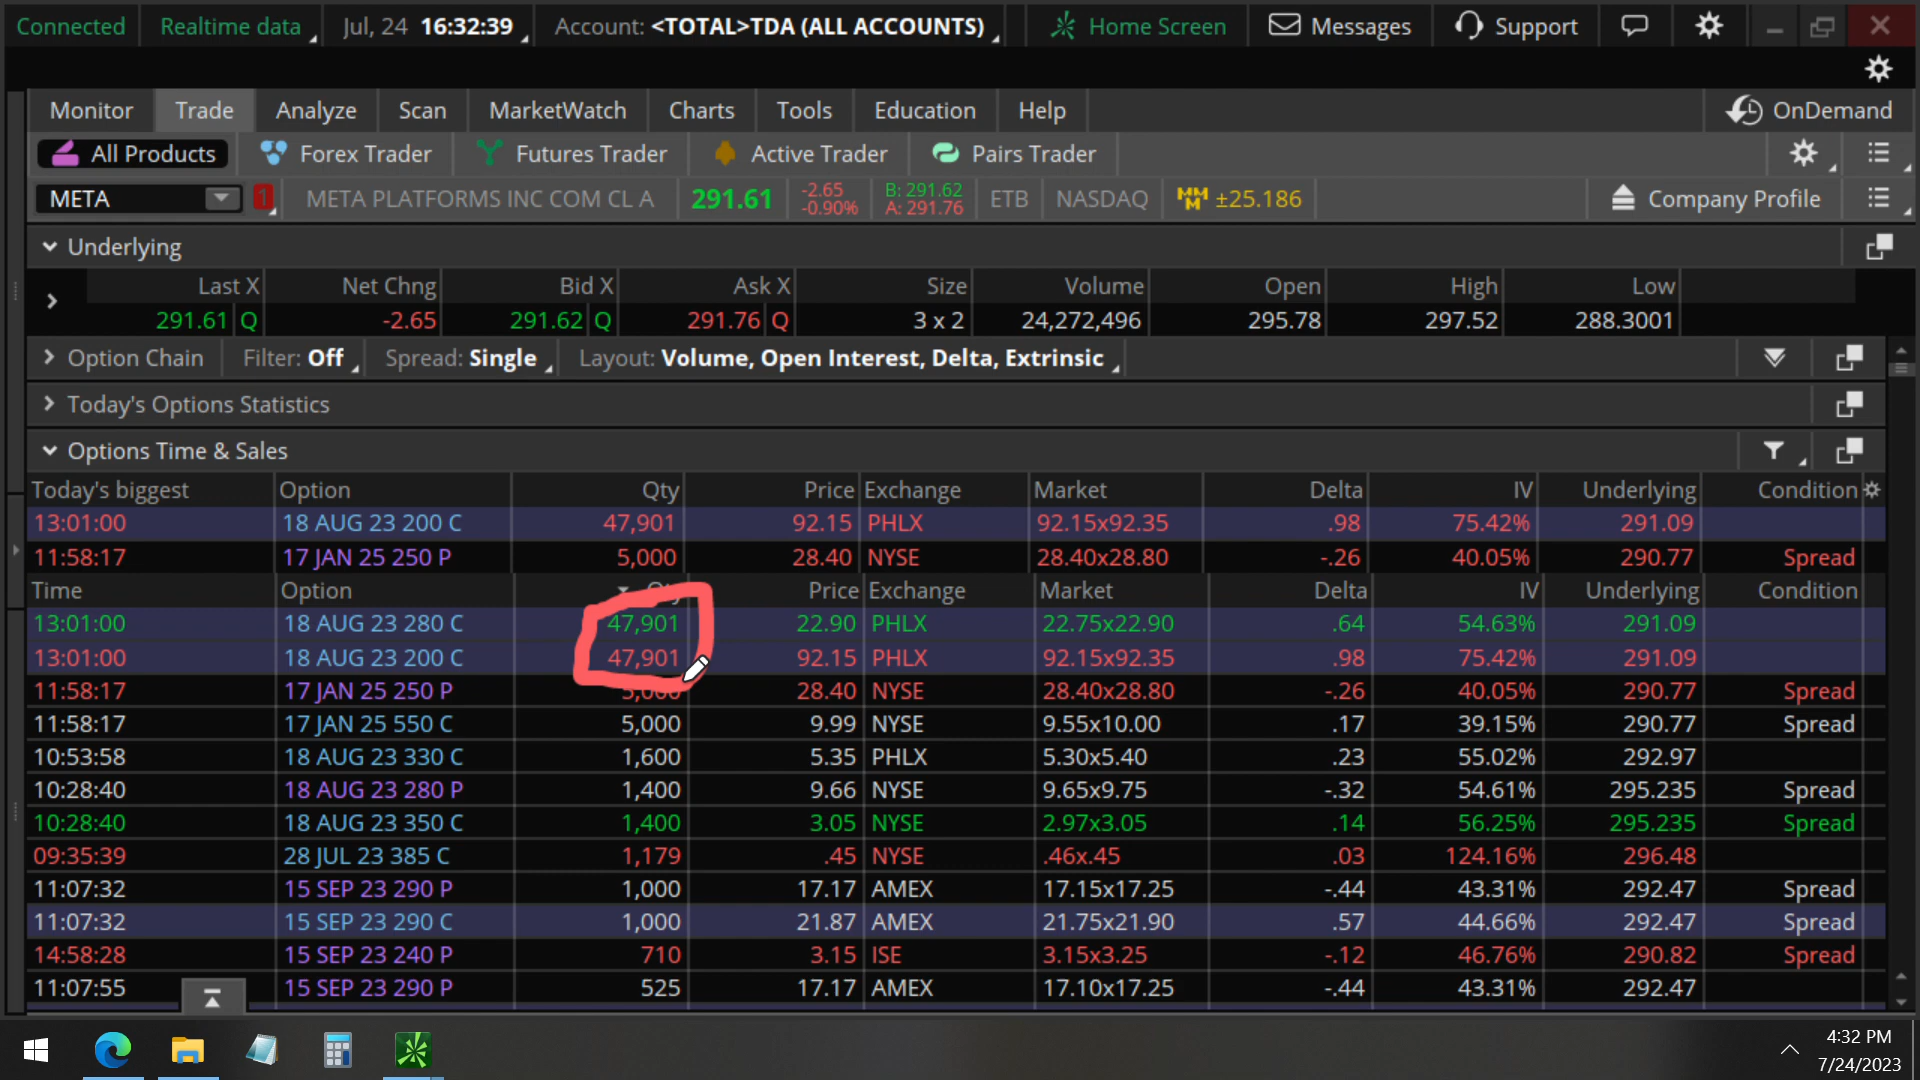 Connected Realtime data Jul, 24 16:32:39 Account: <TOTAL>TDA (ALL ACCOUNTS) Home Screen Messages Support
Monitor Trade Analyze Scan MarketWatch Charts Tools Education Help OnDemand
All Products Forex Trader Futures Trader Active Trader Pairs Trader
META 1 META PLATFORMS INC COM CL A 291.61 -2.65 -0.90% B: 291.62 A: 291.76 ETB NASDAQ MMM ±25.186 Company Profile
Underlying
Last X Net Chng Bid X Ask X Size Volume Open High Low
291.61 Q -2.65 291.62 Q 291.76 Q 3 x 2 24,272,496 295.78 297.52 288.3001
Option Chain Filter: Off Spread: Single Layout: Volume, Open Interest, Delta, Extrinsic
Today's Options Statistics
Options Time & Sales
Today's biggest Option Qty Price Exchange Market Delta IV Underlying Condition
13:01:00 18 AUG 23 200 C 47,901 92.15 PHLX 92.15x92.35 .98 75.42% 291.09
11:58:17 17 JAN 25 250 P 5,000 28.40 NYSE 28.40x28.80 -.26 40.05% 290.77 Spread
Time Option Qty Price Exchange Market Delta IV Underlying Condition
13:01:00 18 AUG 23 280 C 47,901 22.90 PHLX 22.75x22.90 .64 54.63% 291.09
13:01:00 18 AUG 23 200 C 47,901 92.15 PHLX 92.15x92.35 .98 75.42% 291.09
11:58:17 17 JAN 25 250 P 5,000 28.40 NYSE 28.40x28.80 -.26 40.05% 290.77 Spread
11:58:17 17 JAN 25 550 C 5,000 9.99 NYSE 9.55x10.00 .17 39.15% 290.77 Spread
10:53:58 18 AUG 23 330 C 1,600 5.35 PHLX 5.30x5.40 .23 55.02% 292.97
10:28:40 18 AUG 23 280 P 1,400 9.66 NYSE 9.65x9.75 -.32 54.61% 295.235 Spread
10:28:40 18 AUG 23 350 C 1,400 3.05 NYSE 2.97x3.05 .14 56.25% 295.235 Spread
09:35:39 28 JUL 23 385 C 1,179 .45 NYSE .46x.45 .03 124.16% 296.48
11:07:32 15 SEP 23 290 P 1,000 17.17 AMEX 17.15x17.25 -.44 43.31% 292.47 Spread
11:07:32 15 SEP 23 290 C 1,000 21.87 AMEX 21.75x21.90 .57 44.66% 292.47 Spread
14:58:28 15 SEP 23 240 P 710 3.15 ISE 3.15x3.25 -.12 46.76% 290.82 Spread
11:07:55 15 SEP 23 290 P 525 17.17 AMEX 17.10x17.25 -.44 43.31% 292.47
4:32 PM
7/24/2023